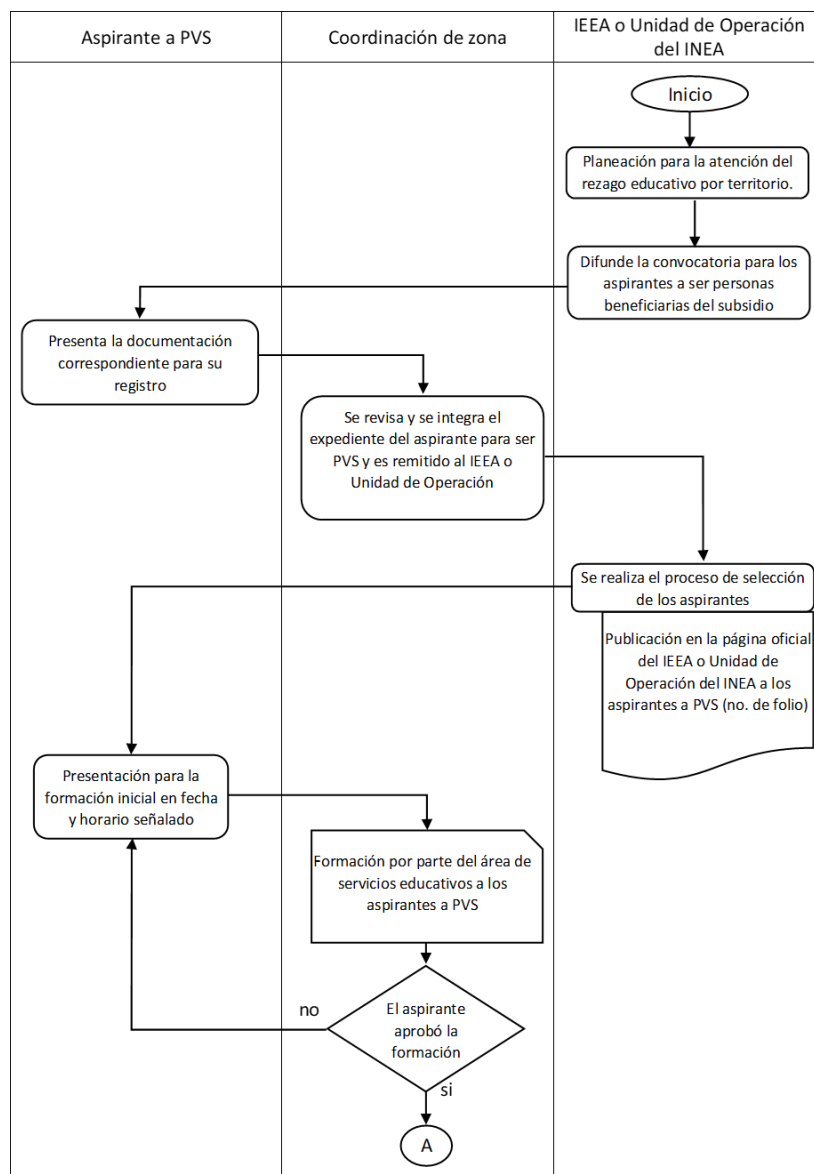 Aspirante a PVS
Coordinación de zona
IEEA o Unidad de Operación
del INEA
Inicio
Planeación para la atención del
rezago educativo por territorio.
Difunde la convocatoria para los
aspirantes a ser personas
beneficiarias del subsidio
Presenta la documentación
correspondiente para su
registro
Se revisa y se integra el
expediente del aspirante para ser
PVS y es remitido al IEEA o
Unidad de Operación
Se realiza el proceso de selección
de los aspirantes
Publicación en la página oficial
del IEEA o Unidad de
Operación del INEA a los
aspirantes a PVS (no. de folio)
Presentación para la
formación inicial en fecha
y horario señalado
Formación por parte del área de
servicios educativos a los
aspirantes a PVS
no
El aspirante
aprobó la
formación
si
A